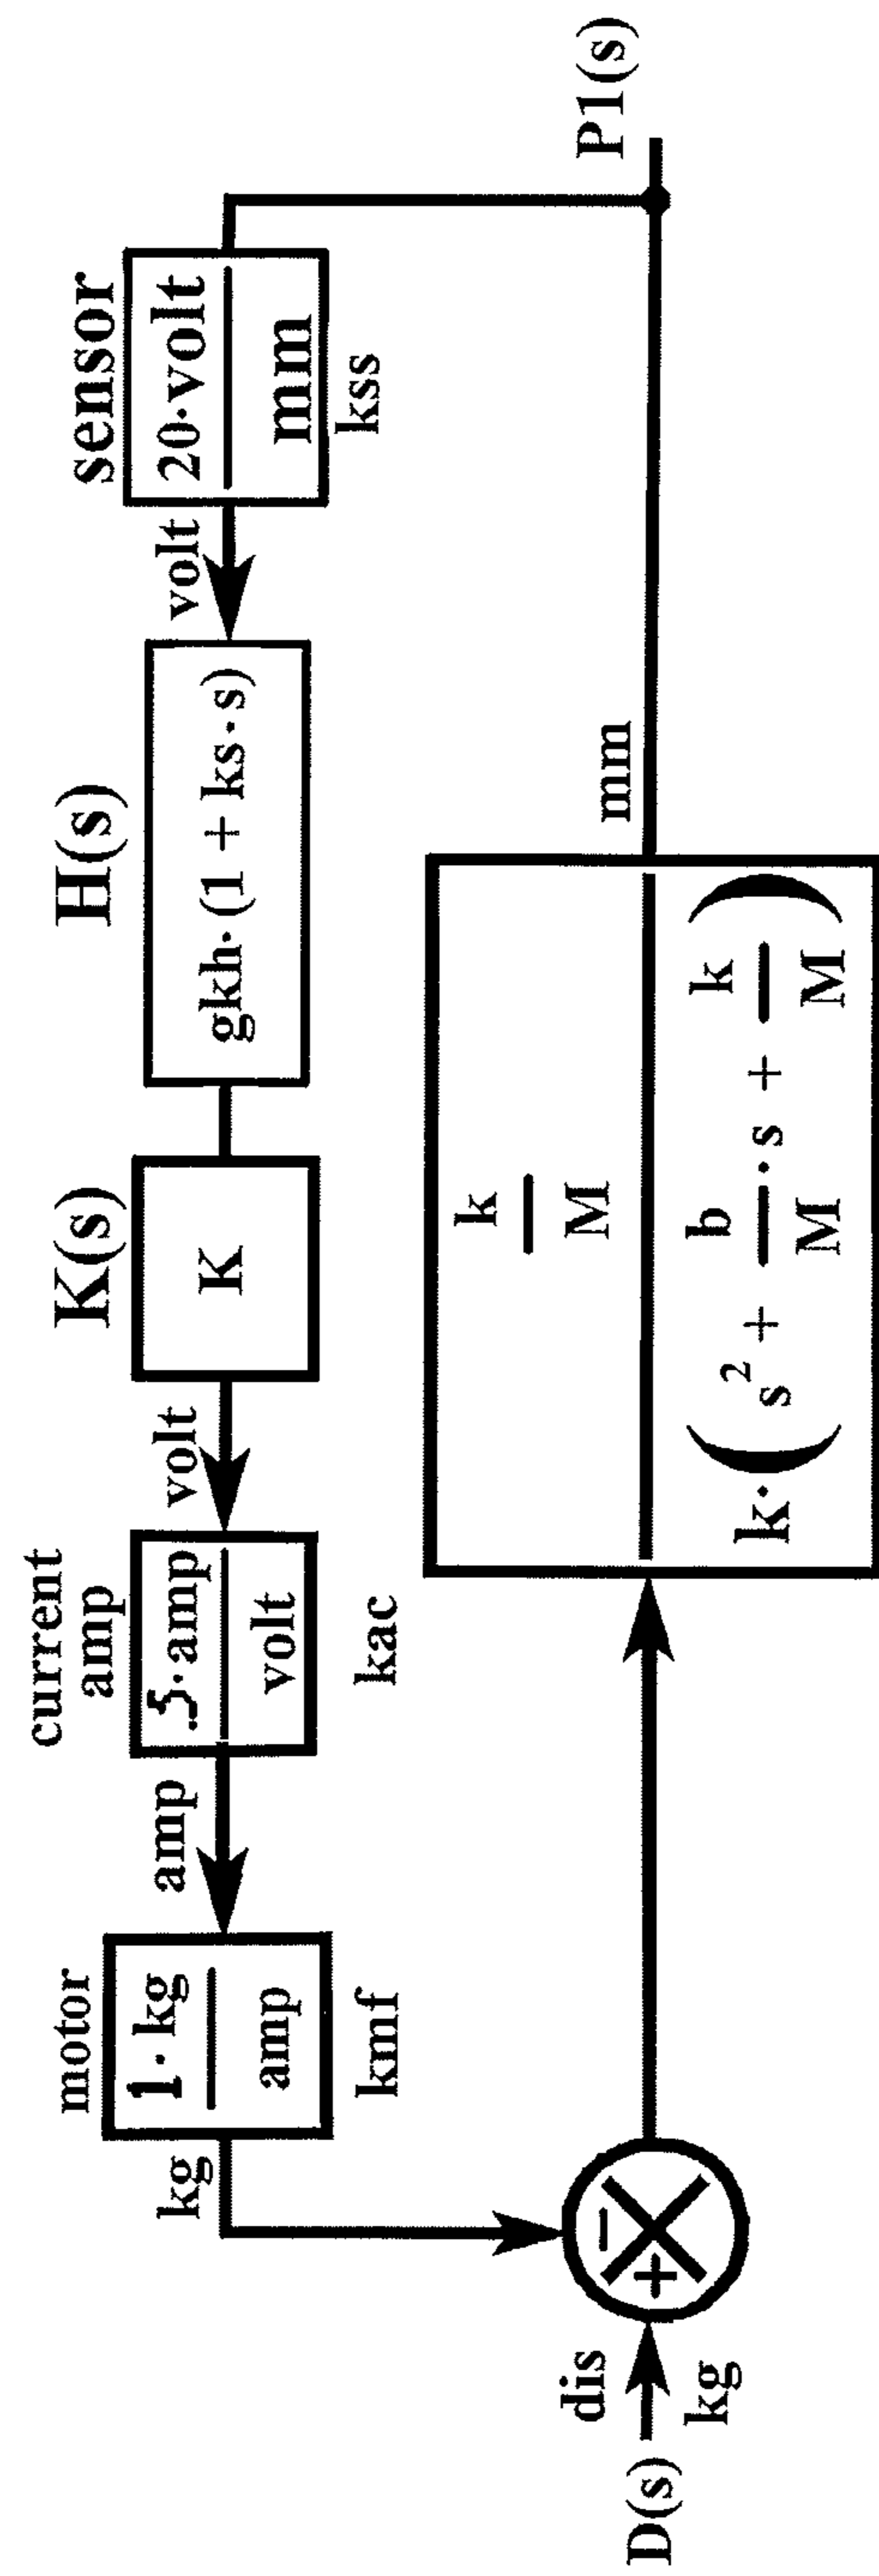 motor
1·kg
amp
kmf
kg
amp
current
amp
.5·amp
volt
kac
volt
K(s)
K
H(s)
gkh·(1 + ks·s)
volt
sensor
20·volt
mm
kss
D(s)
dis
kg
−
+
k
M
k·(s² + b/M·s + k/M)
mm
P1(s)